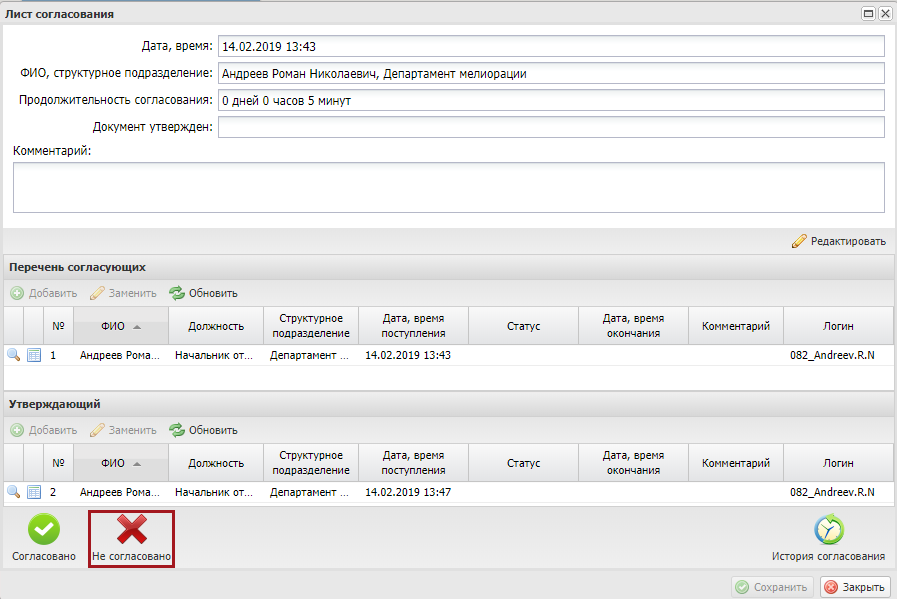 Лист согласования
Дата, время: 14.02.2019 13:43
ФИО, структурное подразделение: Андреев Роман Николаевич, Департамент мелиорации
Продолжительность согласования: 0 дней 0 часов 5 минут
Документ утвержден:
Комментарий:
Редактировать
Перечень согласующих
Добавить Заменить Обновить
№ ФИО Должность Структурное подразделение Дата, время поступления Статус Дата, время окончания Комментарий Логин
1 Андреев Рома... Начальник от... Департамент ... 14.02.2019 13:43 082_Andreev.R.N
Утверждающий
Добавить Заменить Обновить
№ ФИО Должность Структурное подразделение Дата, время поступления Статус Дата, время окончания Комментарий Логин
2 Андреев Рома... Начальник от... Департамент ... 14.02.2019 13:47 082_Andreev.R.N
Согласовано Не согласовано История согласования
Сохранить Закрыть